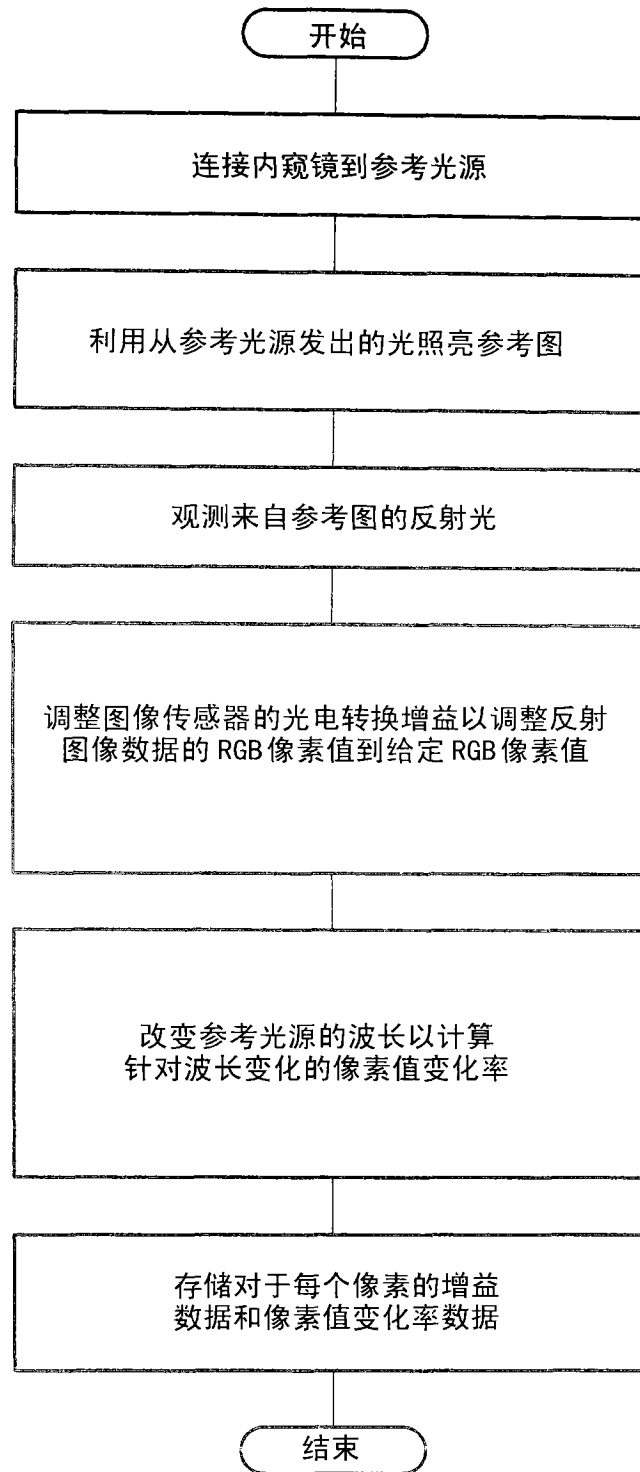 开始
连接内窥镜到参考光源
利用从参考光源发出的光照亮参考图
观测来自参考图的反射光
调整图像传感器的光电转换增益以调整反射
图像数据的RGB像素值到给定RGB像素值
改变参考光源的波长以计算
针对波长变化的像素值变化率
存储对于每个像素的增益
数据和像素值变化率数据
结束